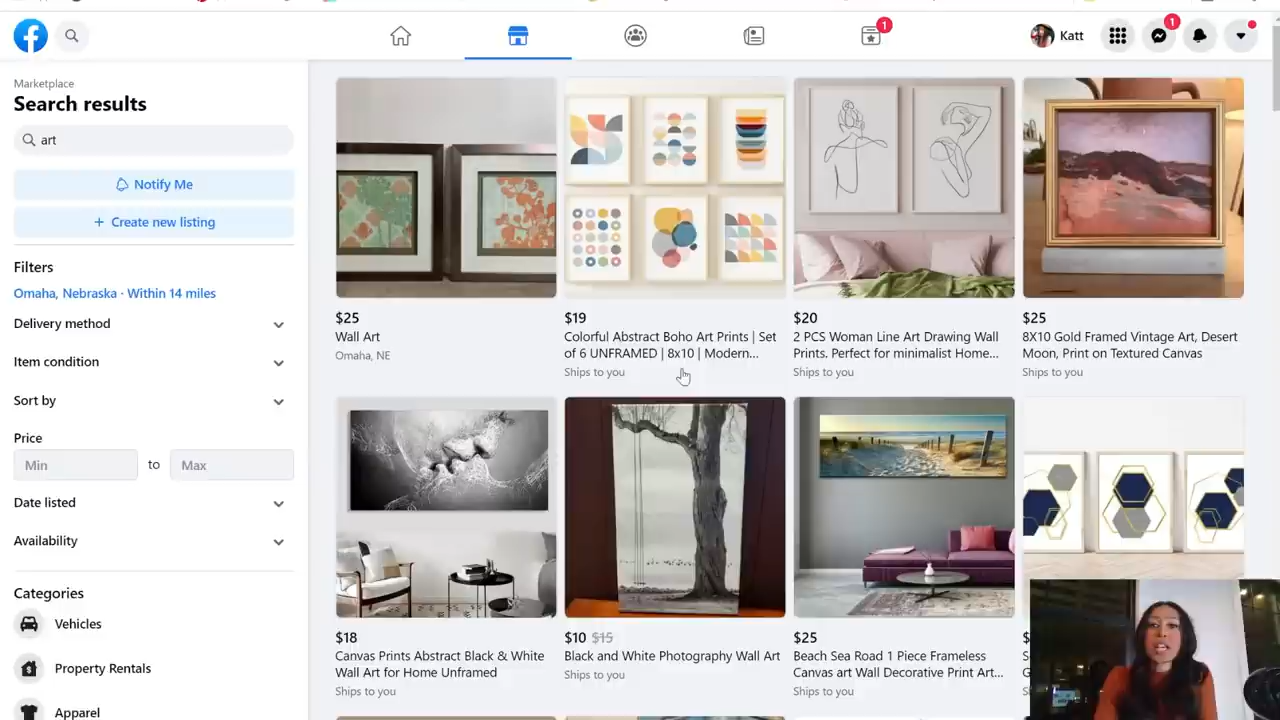 1
Katt
1
Marketplace
Search results
art
Notify Me
+ Create new listing
Filters
Omaha, Nebraska · Within 14 miles
Delivery method
Item condition
Sort by
Price
Min
to
Max
Date listed
Availability
Categories
Vehicles
Property Rentals
Apparel
$25
Wall Art
Omaha, NE
$19
Colorful Abstract Boho Art Prints | Set
of 6 UNFRAMED | 8x10 | Modern...
Ships to you
$20
2 PCS Woman Line Art Drawing Wall
Prints. Perfect for minimalist Home...
Ships to you
$25
8X10 Gold Framed Vintage Art, Desert
Moon, Print on Textured Canvas
Ships to you
$18
Canvas Prints Abstract Black & White
Wall Art for Home Unframed
Ships to you
$10 $15
Black and White Photography Wall Art
Ships to you
$25
Beach Sea Road 1 Piece Frameless
Canvas art Wall Decorative Print Art...
Ships to you